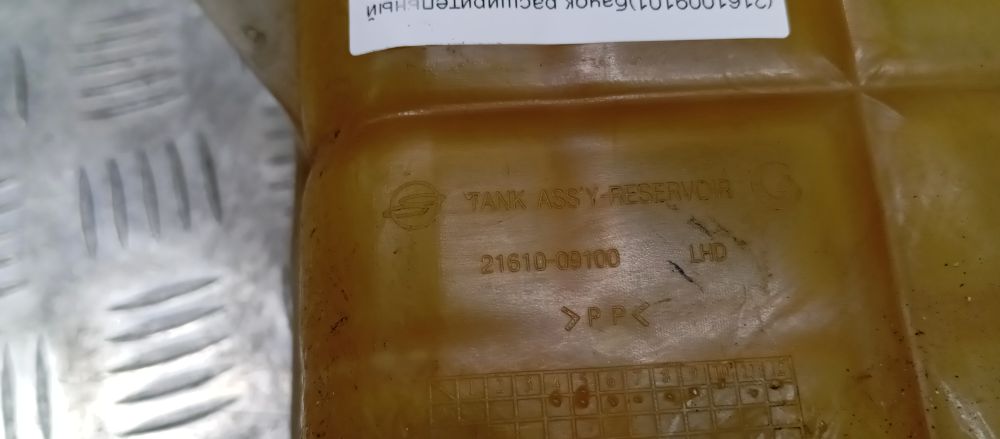 (2161009101)бачок расширительный
TANK ASS'Y-RESERVOIR
21610-09100 LHD
>PP<
1 2 3 4 5 6 7 8 9 10 11 12